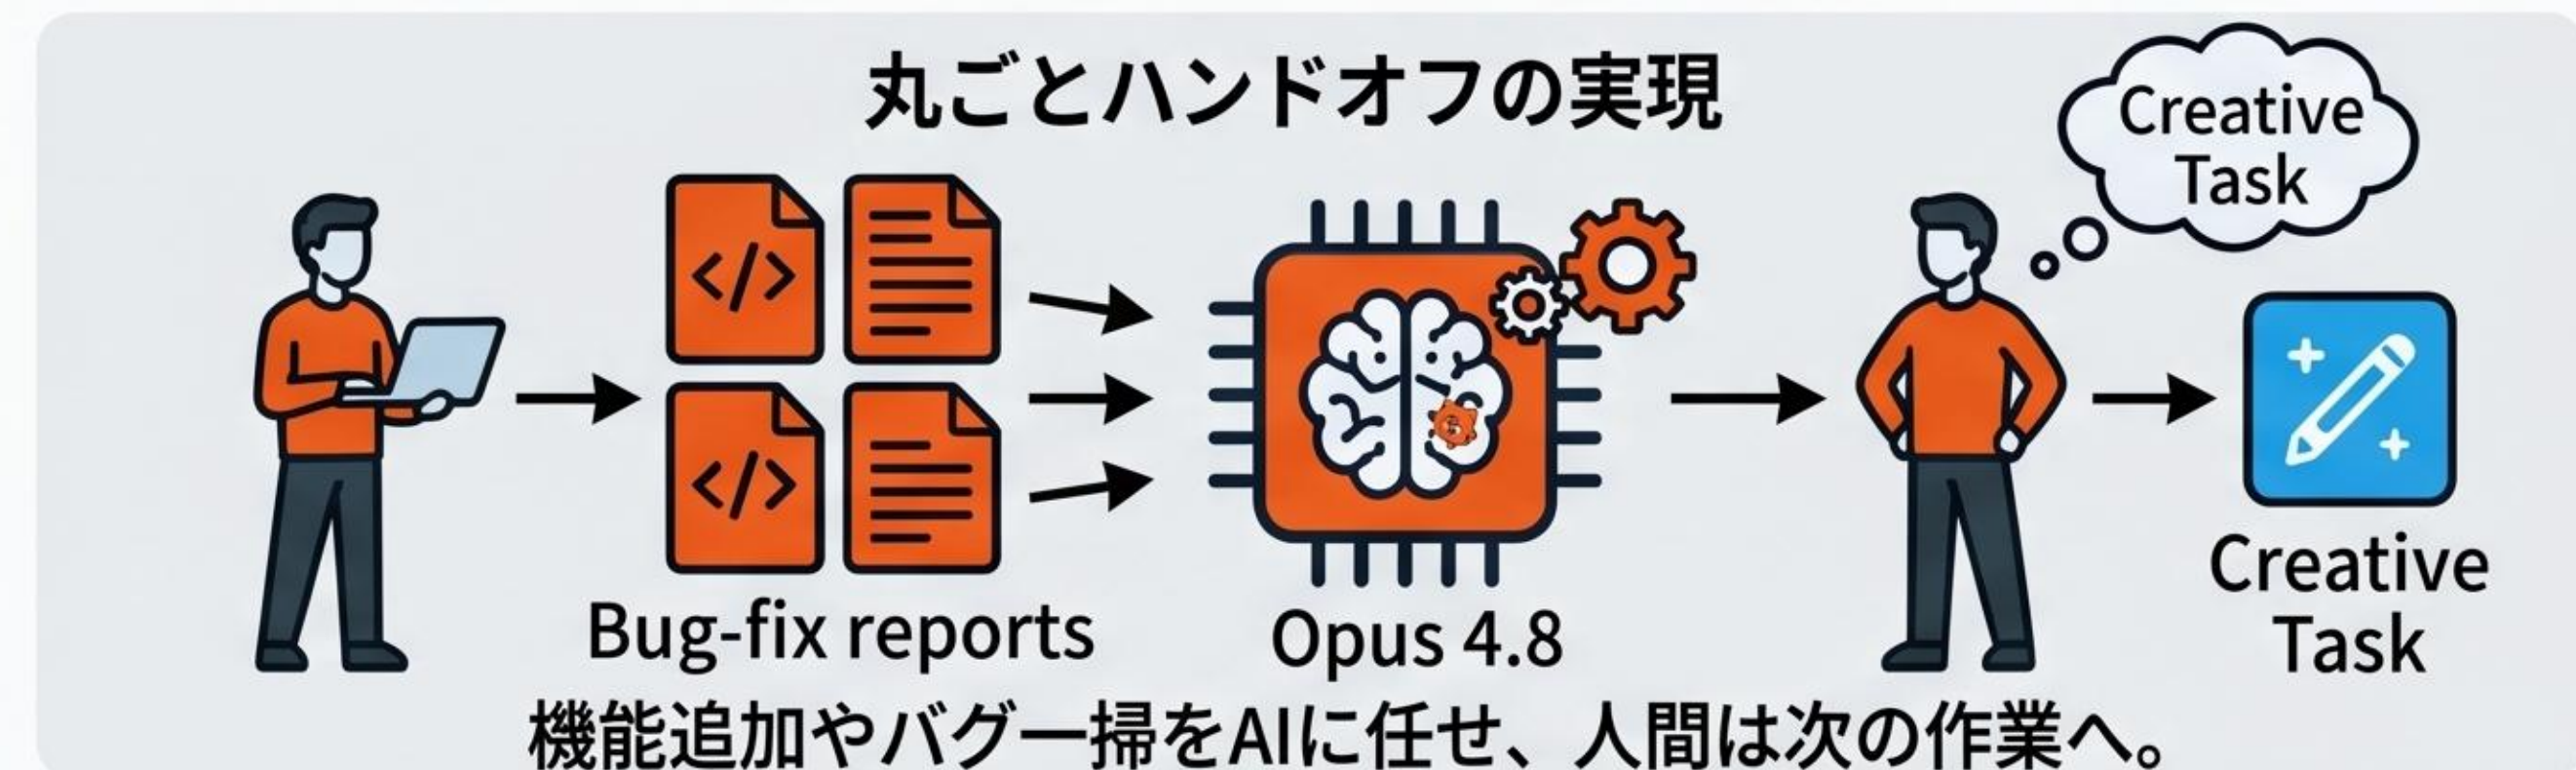 丸ごとハンドオフの実現
Creative
Task
</>
</>
Bug-fix reports
Opus 4.8
Creative
Task
機能追加やバグ一掃をAIに任せ、人間は次の作業へ。